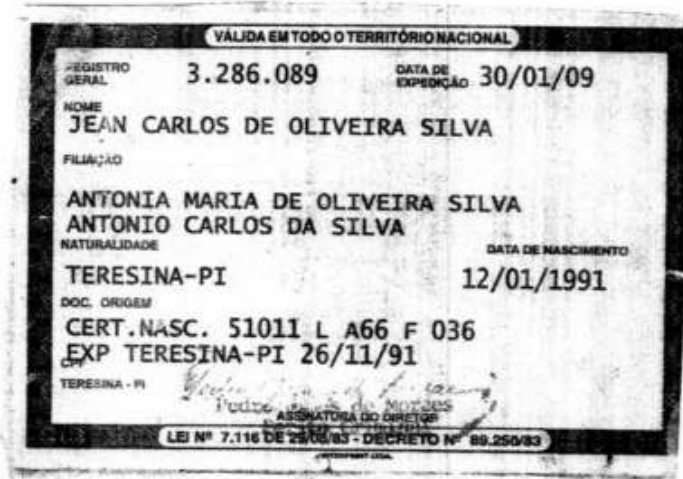 VÁLIDA EM TODO O TERRITÓRIO NACIONAL
REGISTRO GERAL 3.286.089 DATA DE EXPEDIÇÃO 30/01/09
NOME
JEAN CARLOS DE OLIVEIRA SILVA
FILIAÇÃO
ANTONIA MARIA DE OLIVEIRA SILVA
ANTONIO CARLOS DA SILVA
NATURALIDADE DATA DE NASCIMENTO
TERESINA-PI 12/01/1991
DOC. ORIGEM
CERT.NASC. 51011 L A66 F 036
EXP TERESINA-PI 26/11/91
CPF
TERESINA - PI
de Moraes
ASSINATURA DO DIRETOR
LEI Nº 7.116 DE 29/08/83 - DECRETO Nº 89.250/83